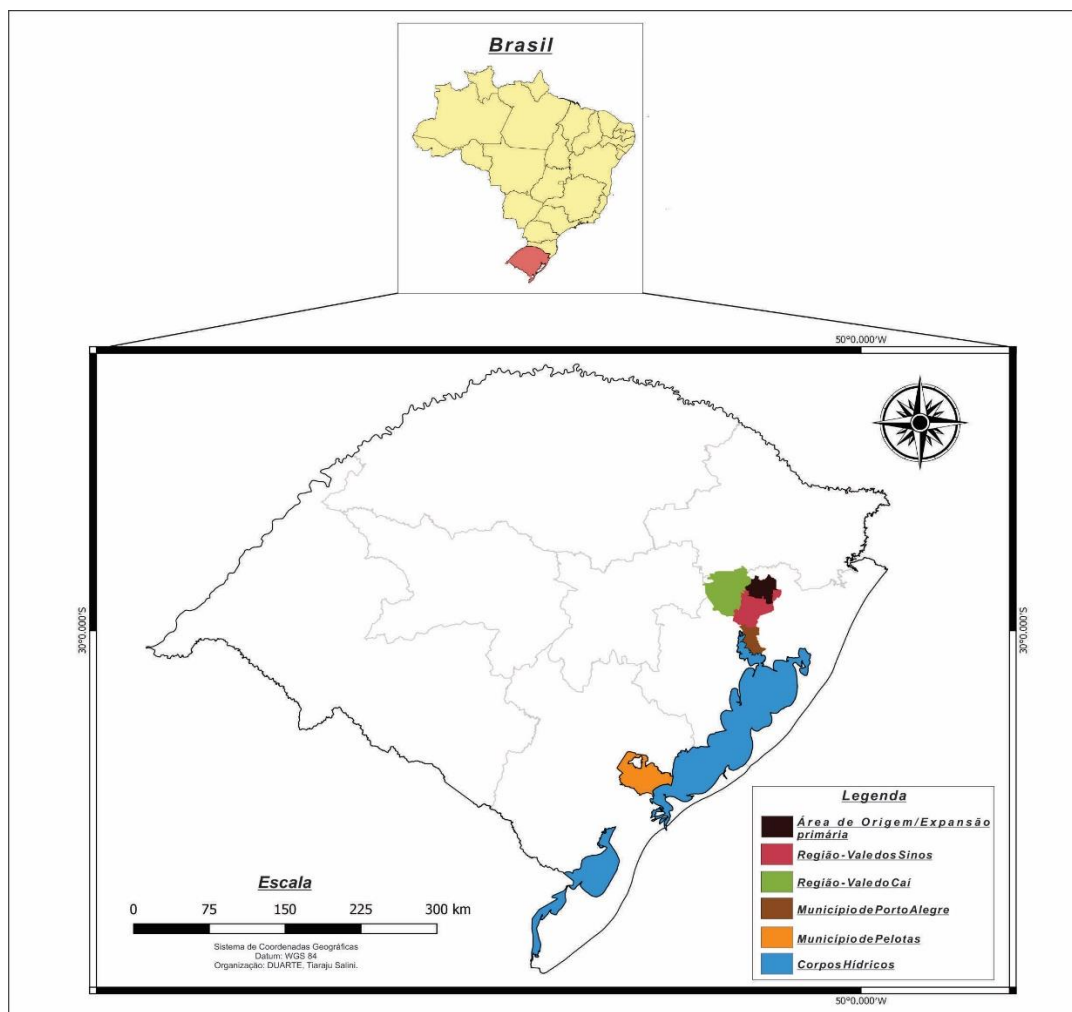 Brasil
50°0.000'W
30°0.000'S
30°0.000'S
Legenda
Área de Origem/Expansão
primária
Região - Vale dos Sinos
Região - Vale do Caí
Município de Porto Alegre
Município de Pelotas
Corpos Hídricos
Escala
0 75 150 225 300 km
Sistema de Coordenadas Geográficas
Datum: WGS 84
Organização: DUARTE, Tiaraju Salini.
50°0.000'W